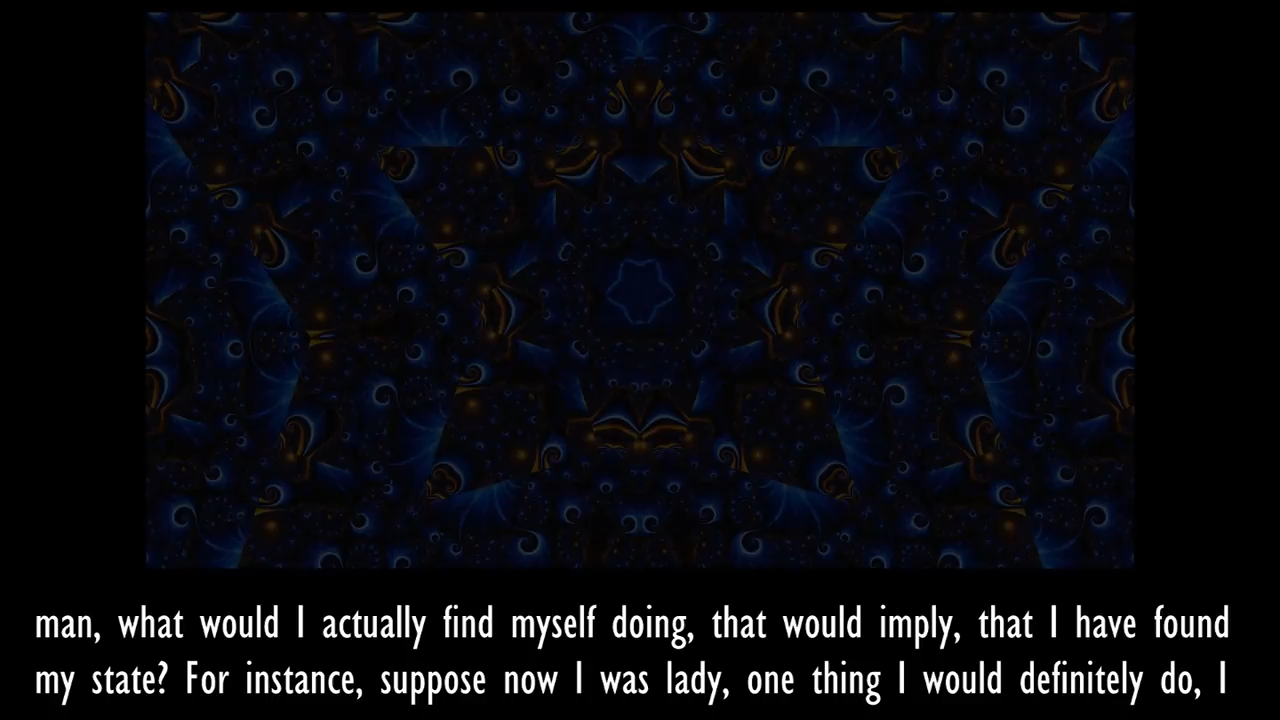 man, what would I actually find myself doing, that would imply, that I have found
my state? For instance, suppose now I was lady, one thing I would definitely do, I